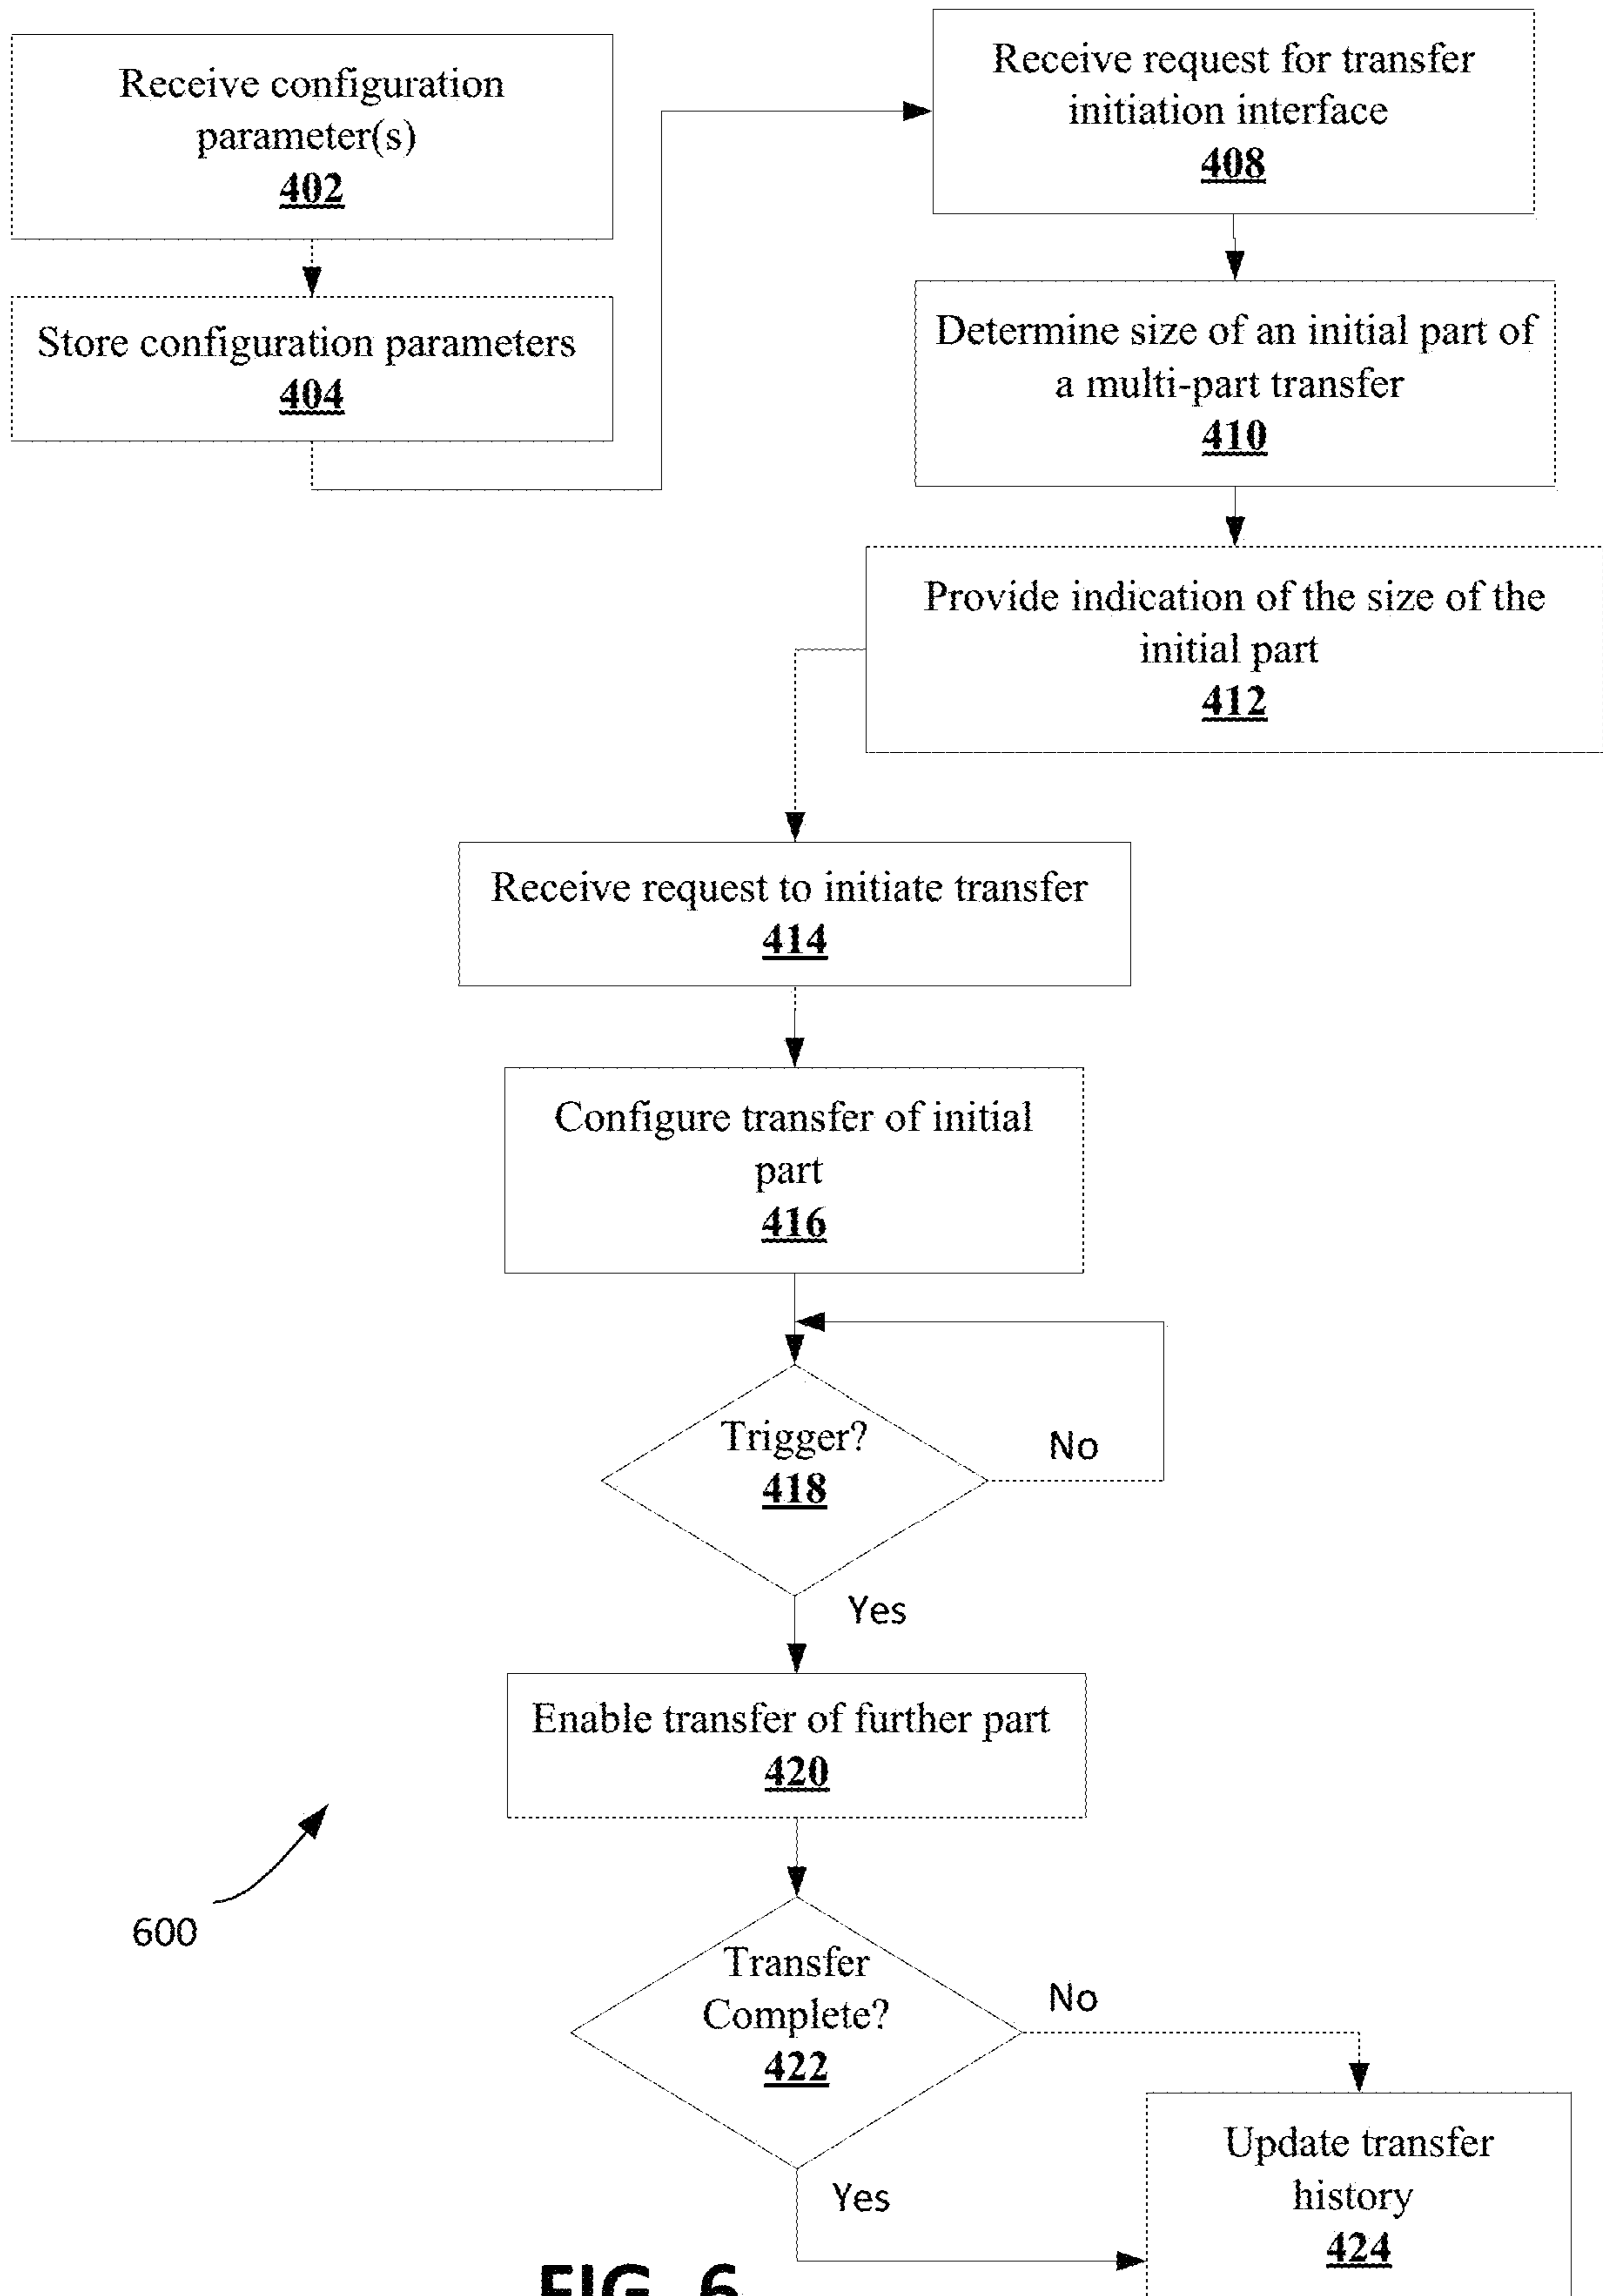 Receive configuration
parameter(s)
402
Store configuration parameters
404
Receive request for transfer
initiation interface
408
Determine size of an initial part of
a multi-part transfer
410
Provide indication of the size of the
initial part
412
Receive request to initiate transfer
414
Configure transfer of initial
part
416
Trigger?
418
No
Yes
Enable transfer of further part
420
600
Transfer
Complete?
422
No
Yes
Update transfer
history
424
FIG. 6